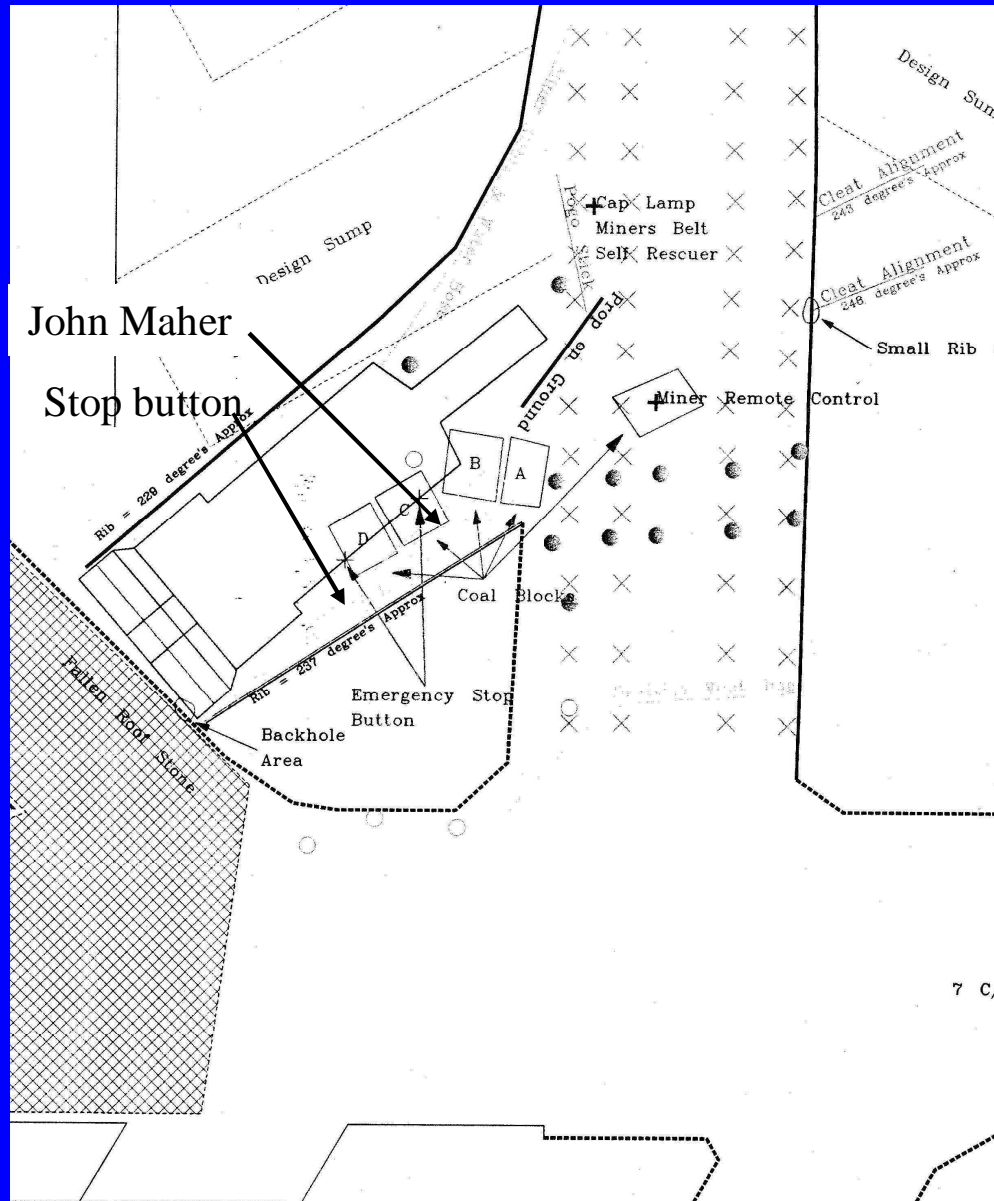 Design Sum
Cleat Alignment
243 degree's Approx
Pogo Stick
Cap Lamp
Miners Belt
Self Rescuer
Design Sump
Cleat Alignment
248 degree's Approx
John Maher
Prop on Ground
Small Rib
Stop button
Miner Remote Control
Rib = 229 degree's Approx
B
A
C
D
Coal Blocks
Rib = 237 degree's Approx
Emergency Stop
Button
Fallen Roof Stone
Backhole
Area
7 C/